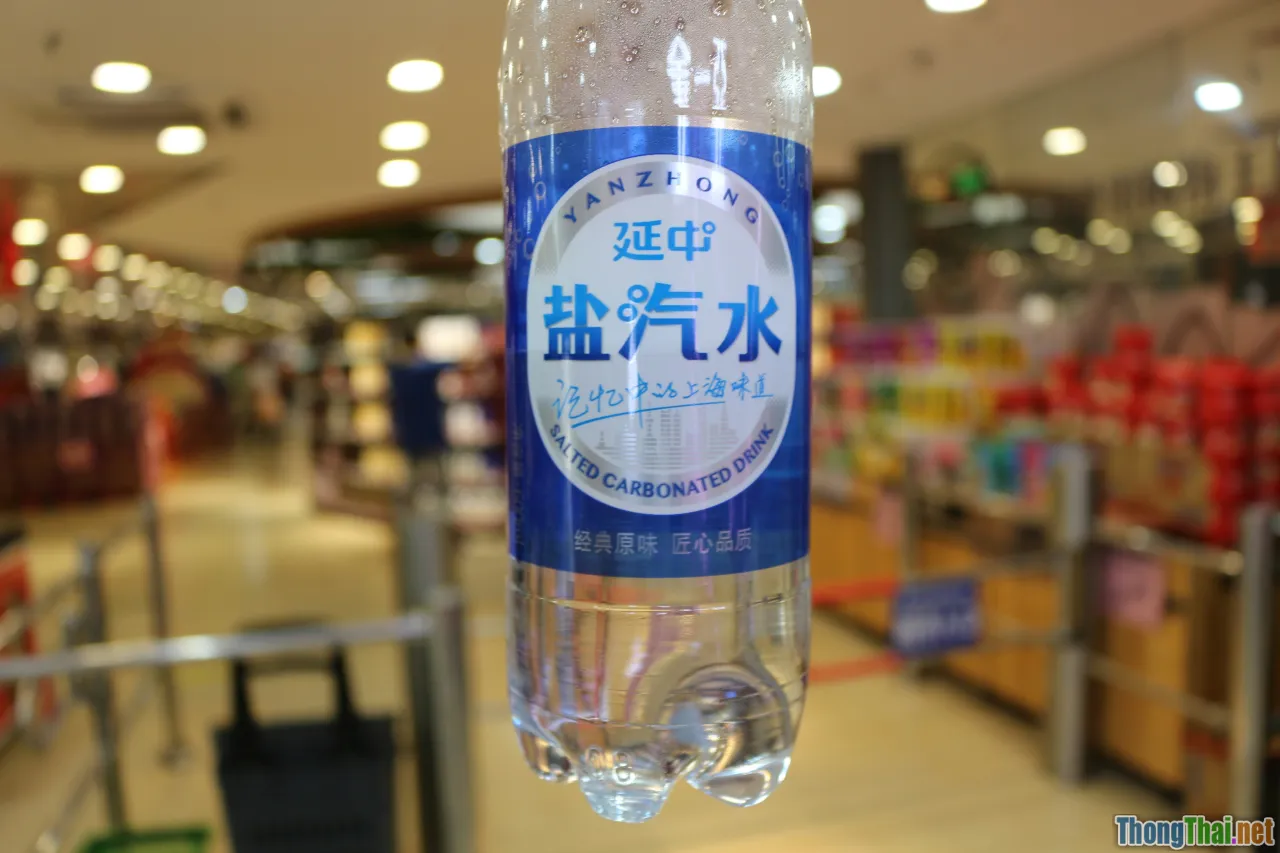 YANZHONG
延中
盐汽水
记忆中的上海味道
SALTED CARBONATED DRINK
经典原味 匠心品质
ThongThai.net